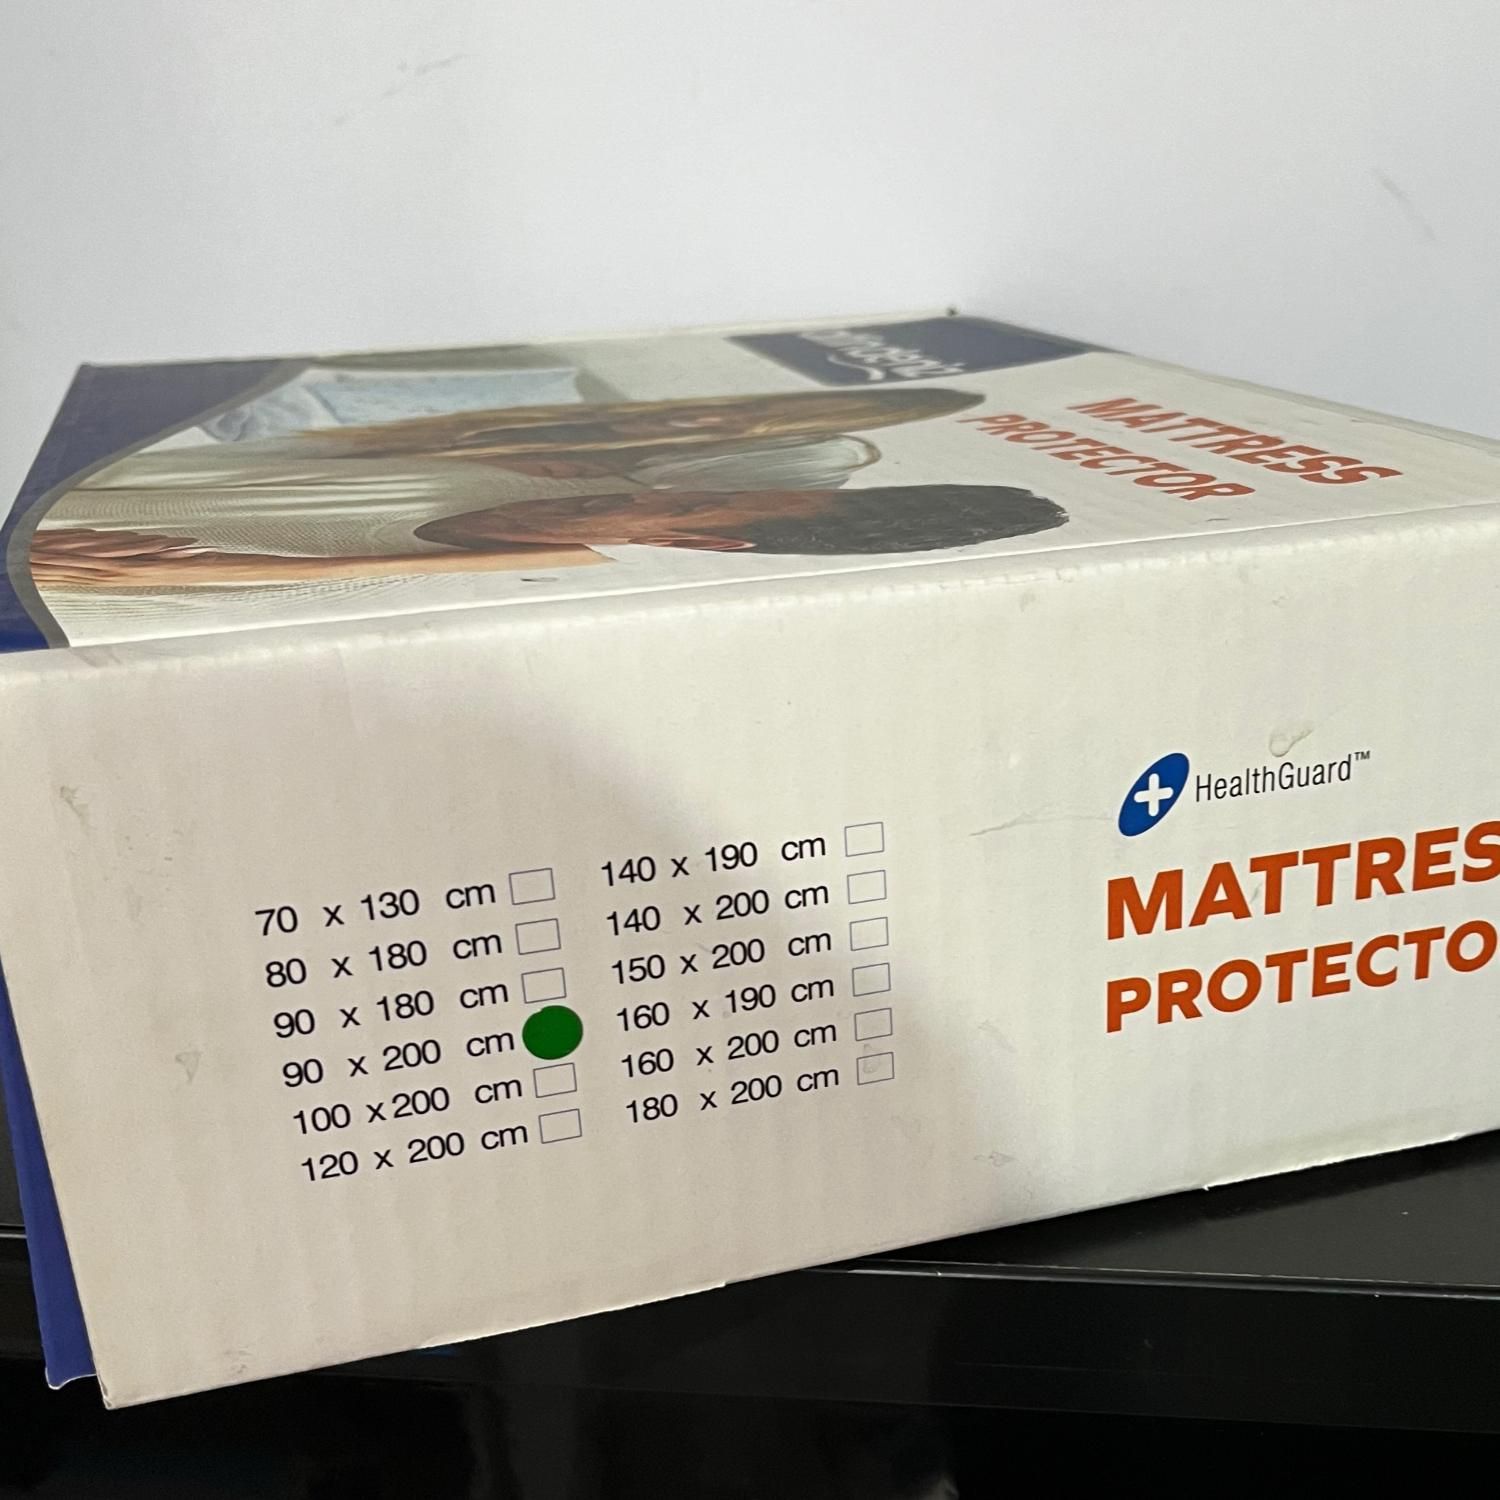 MATTRESS
PROTECTOR
70 x 130 cm
80 x 180 cm
90 x 180 cm
90 x 200 cm
100 x 200 cm
120 x 200 cm
140 x 190 cm
140 x 200 cm
150 x 200 cm
160 x 190 cm
160 x 200 cm
180 x 200 cm
HealthGuard™
MATTRES
PROTECTO